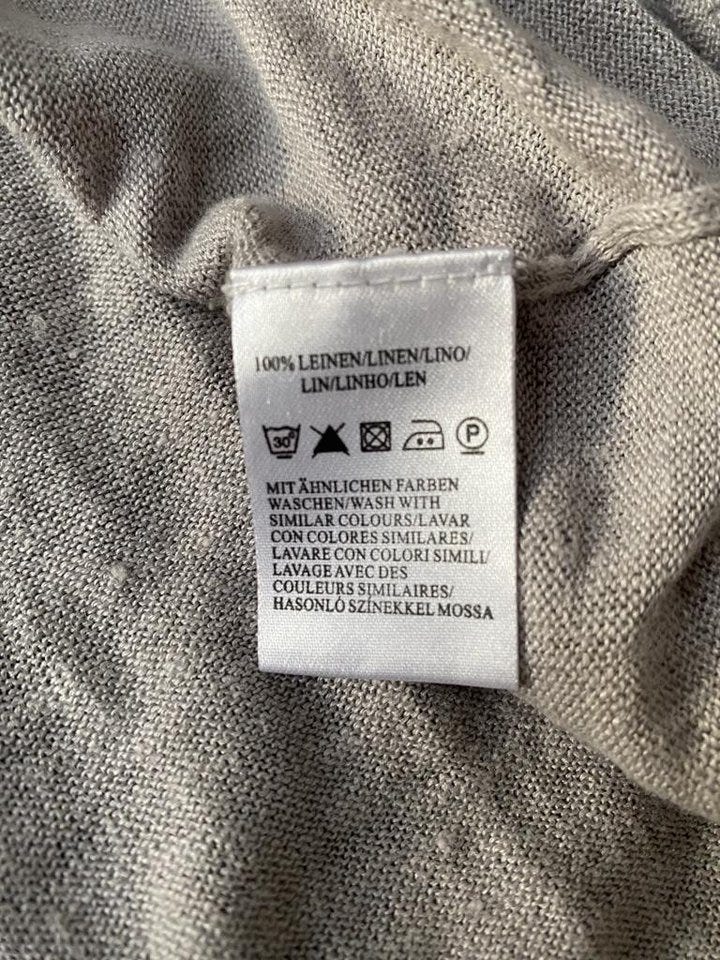 100% LEINEN/LINEN/LINO/
LIN/LINHO/LEN
30° P
MIT ÄHNLICHEN FARBEN
WASCHEN/WASH WITH
SIMILAR COLOURS/LAVAR
CON COLORES SIMILARES/
LAVARE CON COLORI SIMILI/
LAVAGE AVEC DES
COULEURS SIMILAIRES/
HASONLÓ SZÍNEKKEL MOSSA